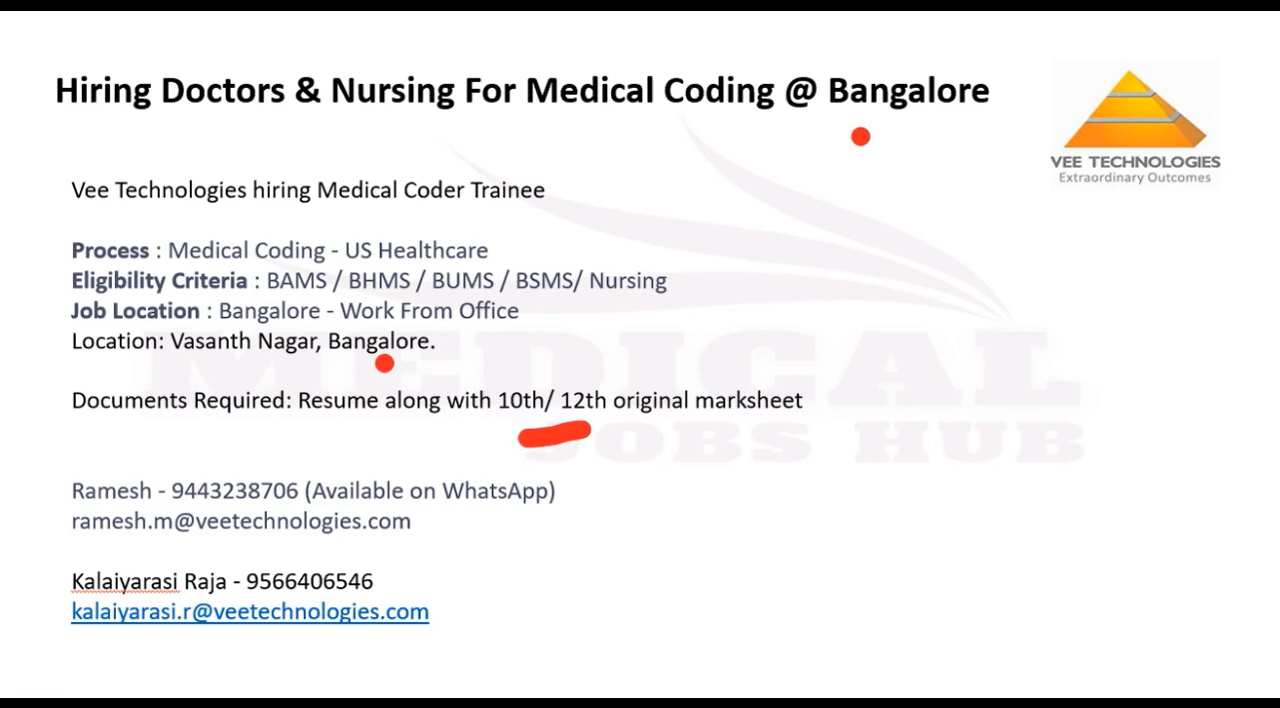 Hiring Doctors & Nursing For Medical Coding @ Bangalore
VEE TECHNOLOGIES
Extraordinary Outcomes
Vee Technologies hiring Medical Coder Trainee
Process : Medical Coding - US Healthcare
Eligibility Criteria : BAMS / BHMS / BUMS / BSMS/ Nursing
Job Location : Bangalore - Work From Office
Location: Vasanth Nagar, Bangalore.
MEDICAL
JOBS HUB
Documents Required: Resume along with 10th/ 12th original marksheet
Ramesh - 9443238706 (Available on WhatsApp)
ramesh.m@veetechnologies.com
Kalaiyarasi Raja - 9566406546
kalaiyarasi.r@veetechnologies.com